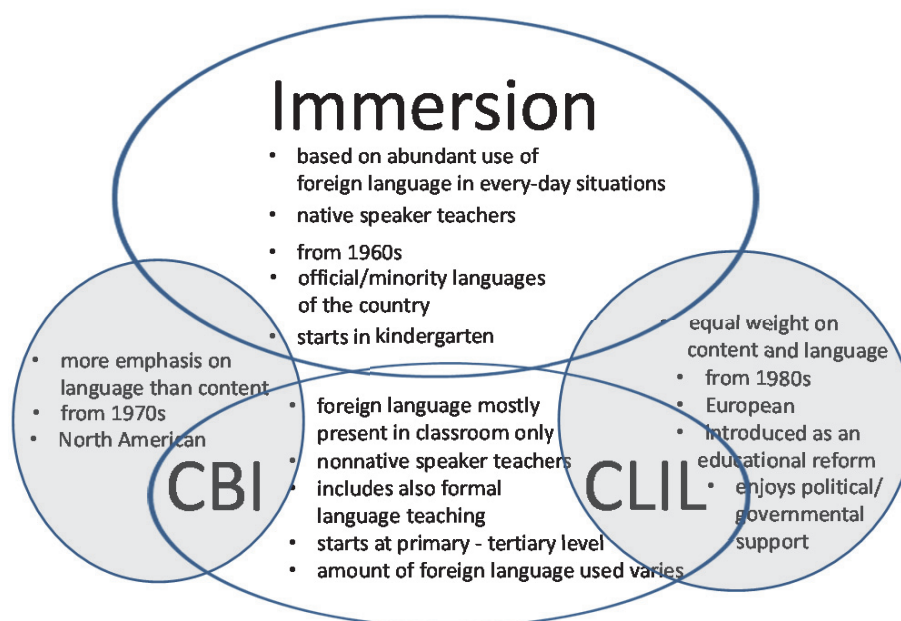 Immersion
• based on abundant use of
foreign language in every-day situations
• native speaker teachers
• from 1960s
• official/minority languages
of the country
• starts in kindergarten
• more emphasis on
language than content
• from 1970s
• North American
CBI
• foreign language mostly
present in classroom only
• nonnative speaker teachers
• includes also formal
language teaching
• starts at primary - tertiary level
• amount of foreign language used varies
• equal weight on
content and language
• from 1980s
• European
• introduced as an
educational reform
• enjoys political/
governmental
support
CLIL